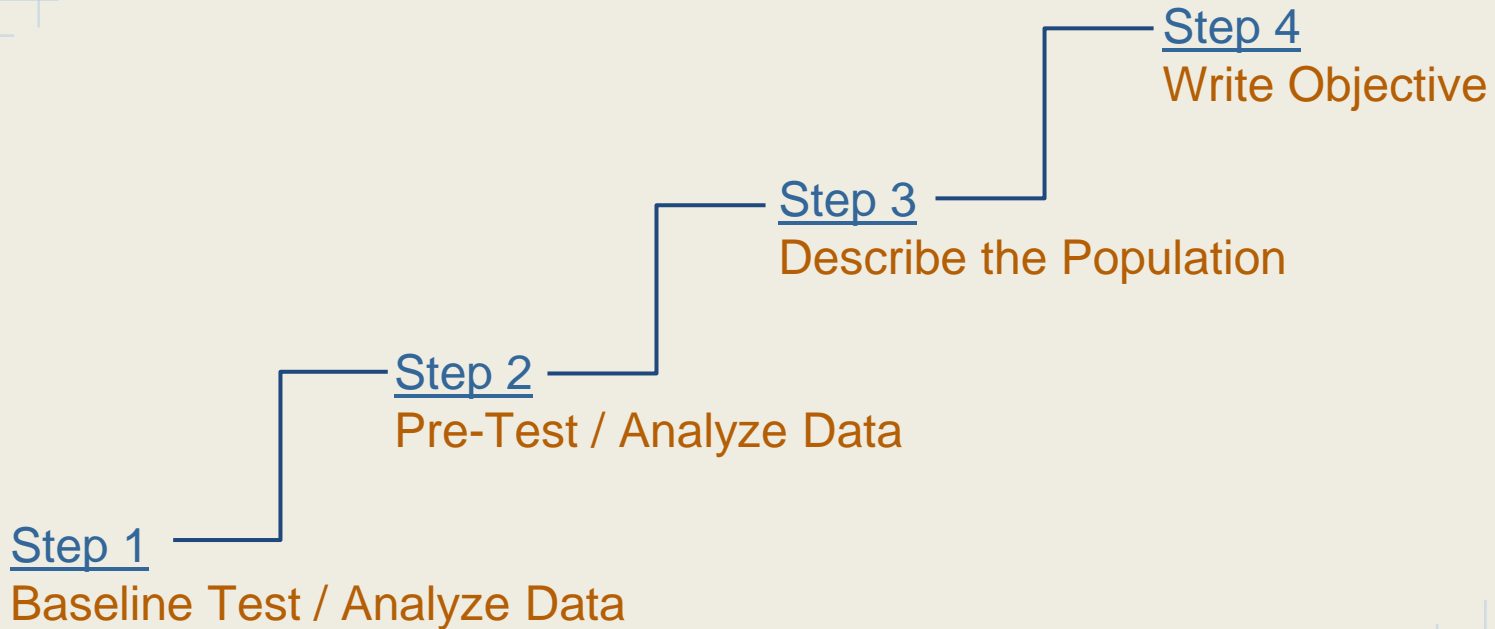 Step 4
Write Objective
Step 3
Describe the Population
Step 2
Pre-Test / Analyze Data
Step 1
Baseline Test / Analyze Data